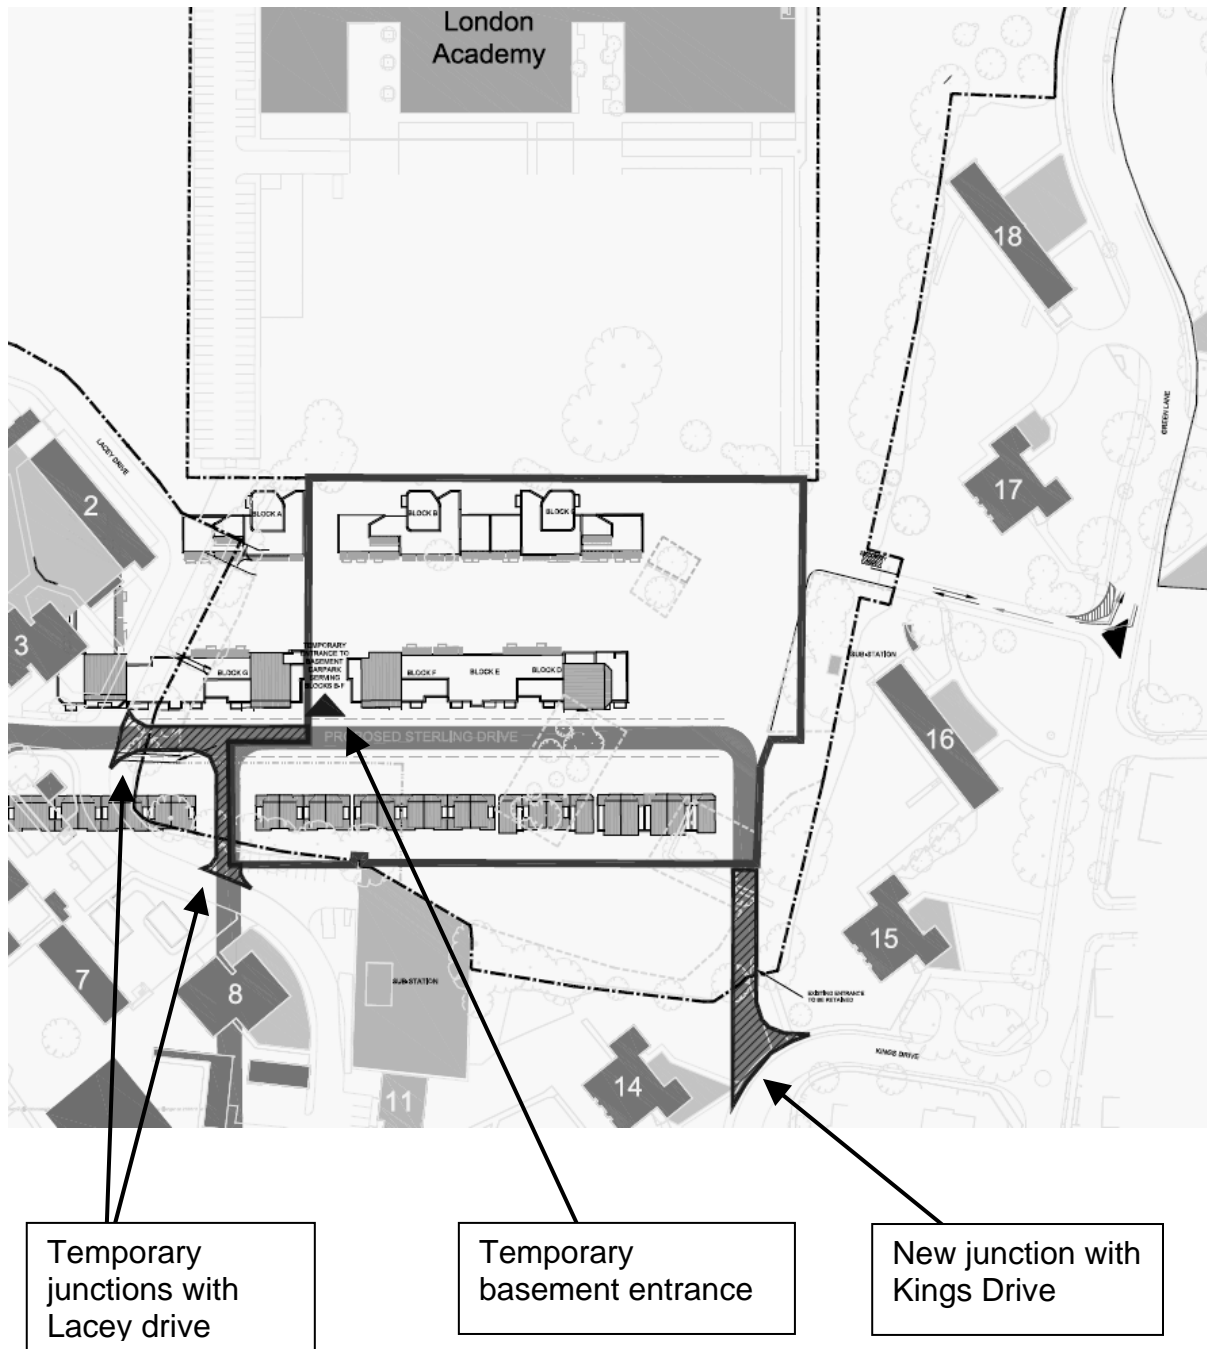 London
Academy
18
GREEN LANE
LACEY DRIVE
2
17
BLOCK A
BLOCK B
BLOCK C
3
TEMPORARY
ENTRANCE TO
BASEMENT
CARPARK
SERVING
BLOCKS B-F
BLOCK G
BLOCK F
BLOCK E
BLOCK D
SUB-STATION
16
PROPOSED STERLING DRIVE
15
7
8
SUB-STATION
EXISTING ENTRANCE
TO BE RETAINED
KINGS DRIVE
14
11
Temporary
junctions with
Lacey drive
Temporary
basement entrance
New junction with
Kings Drive